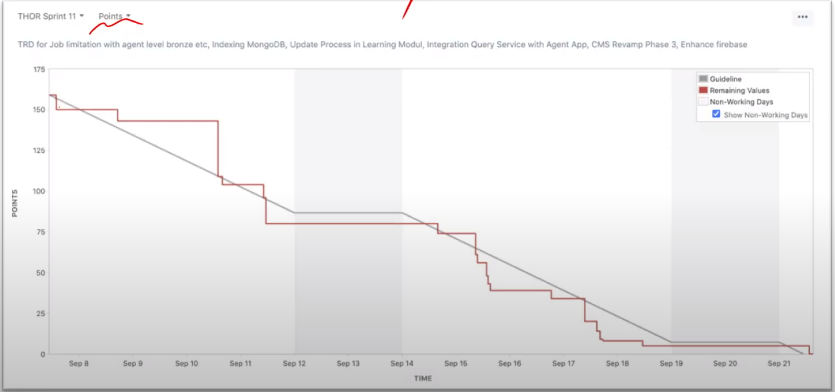 THOR Sprint 11 Points
TRD for Job limitation with agent level bronze etc, Indexing MongoDB, Update Process in Learning Modul, Integration Query Service with Agent App, CMS Revamp Phase 3, Enhance firebase
175
150
125
100
75
50
25
0
POINTS
Guideline
Remaining Values
Non-Working Days
Show Non-Working Days
Sep 8 Sep 9 Sep 10 Sep 11 Sep 12 Sep 13 Sep 14 Sep 15 Sep 16 Sep 17 Sep 18 Sep 19 Sep 20 Sep 21
TIME